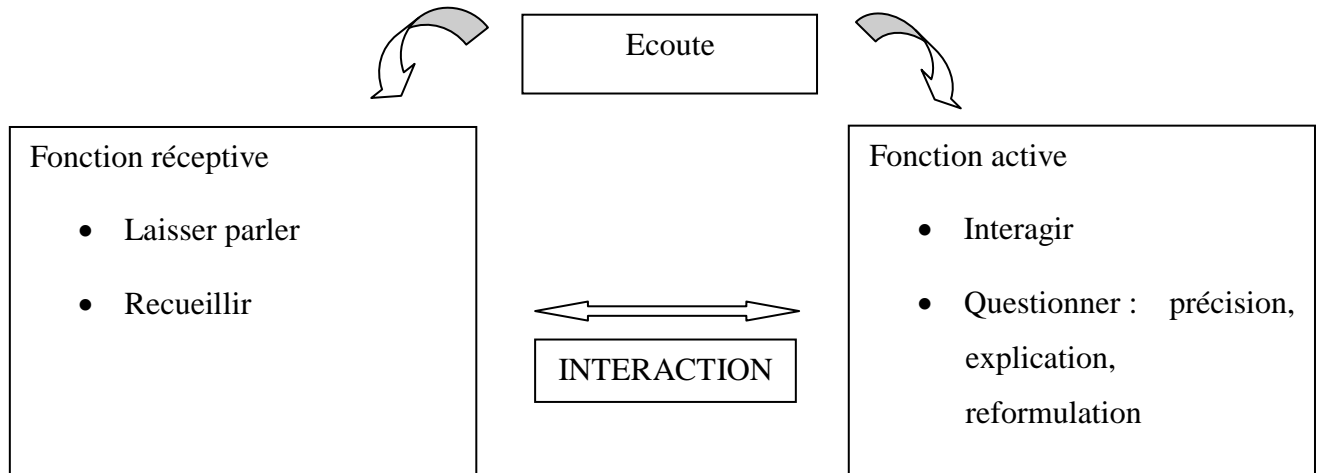 Ecoute
Fonction réceptive
• Laisser parler
• Recueillir
INTERACTION
Fonction active
• Interagir
• Questionner : précision,
explication,
reformulation